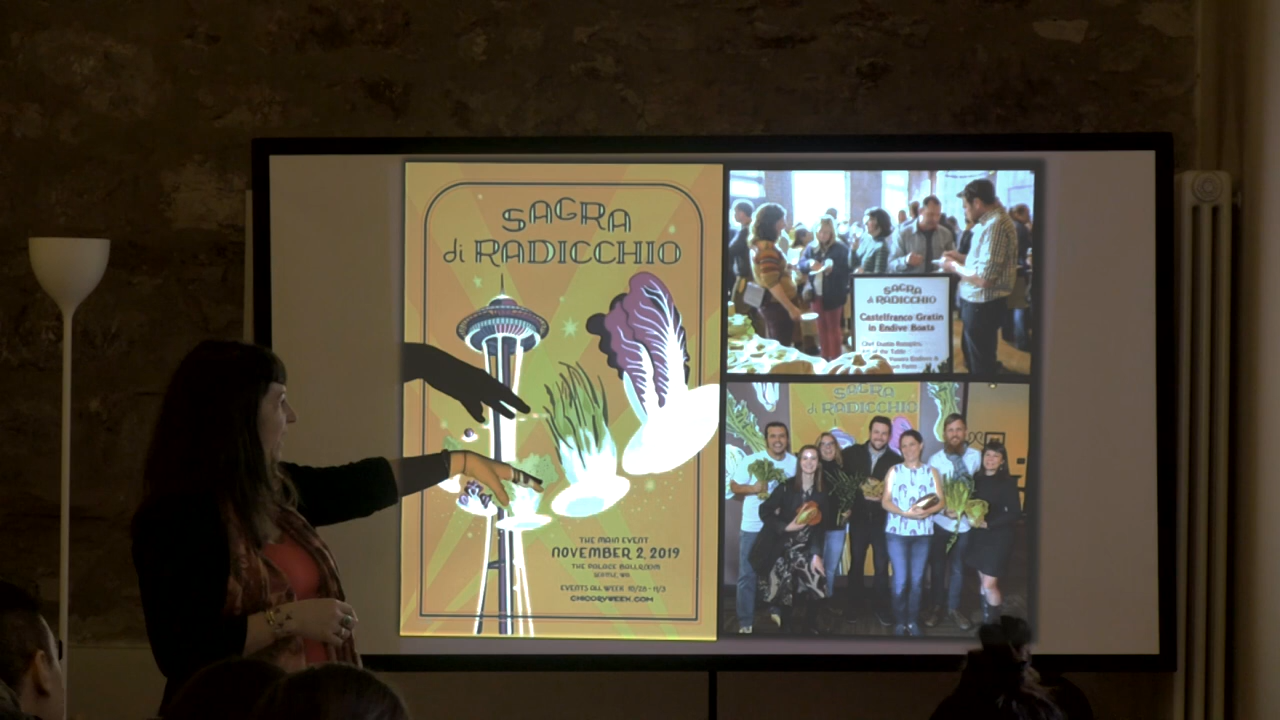 SAGRA
di RADICCHIO
THE MAIN EVENT
NOVEMBER 2, 2019
THE PALACE BALLROOM
SEATTLE, WA
EVENTS ALL WEEK 10/28 - 11/3
CHICORYWEEK.COM
SAGRA
di RADICCHIO
Castelfranco Gratin
in Endive Boats
SAGRA
di RADICCHIO